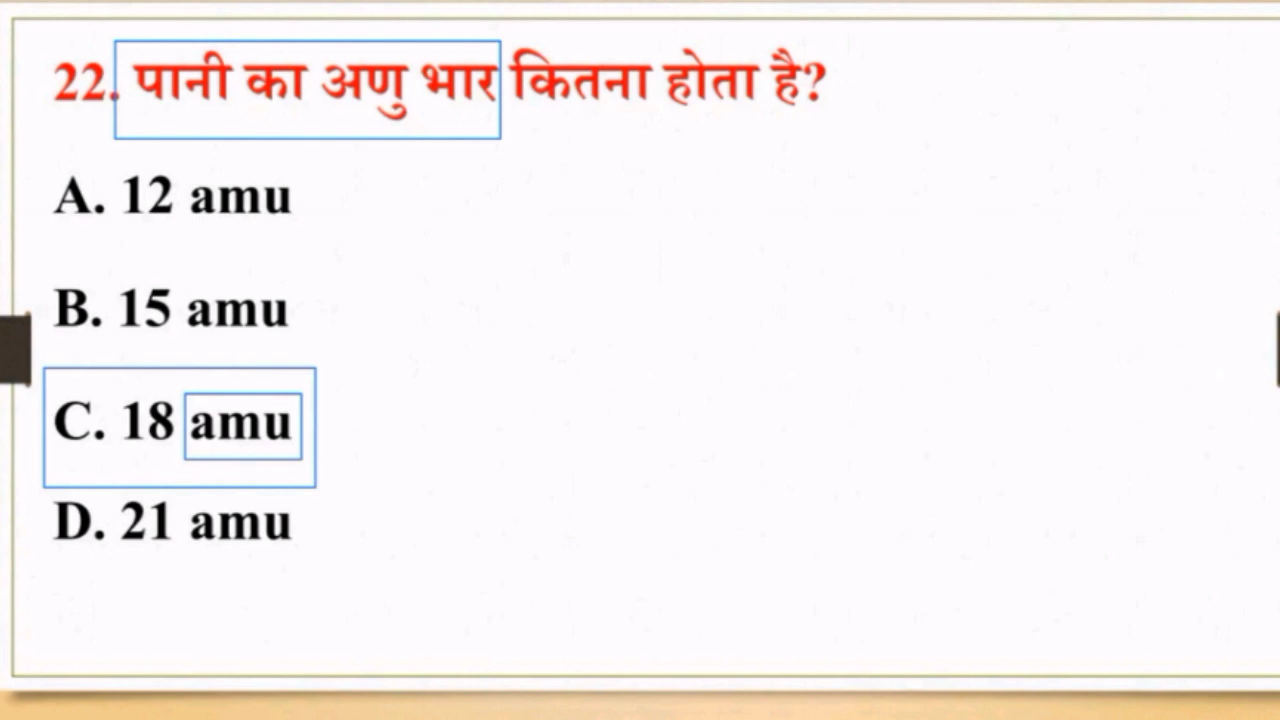 22. पानी का अणु भार कितना होता है?
A. 12 amu
B. 15 amu
C. 18 amu
D. 21 amu